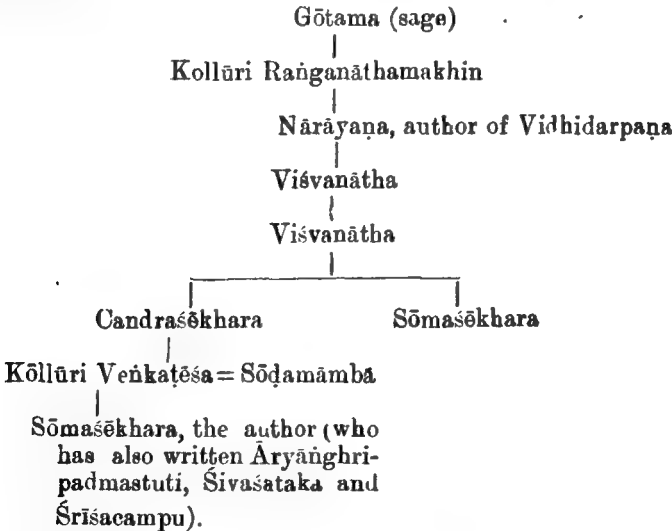 Gōtama (sage)
Kollūri Raṅganāthamakhin
Nārāyaṇa, author of Vidhidarpaṇa
Viśvanātha
Viśvanātha
Candraśēkhara Sōmaśēkhara
Kōllūri Veṅkaṭēśa = Sōḍamāmbā
Sōmaśēkhara, the author (who
has also written Āryāṅghri-
padmastuti, Śivaśataka and
Śrīśacampu).